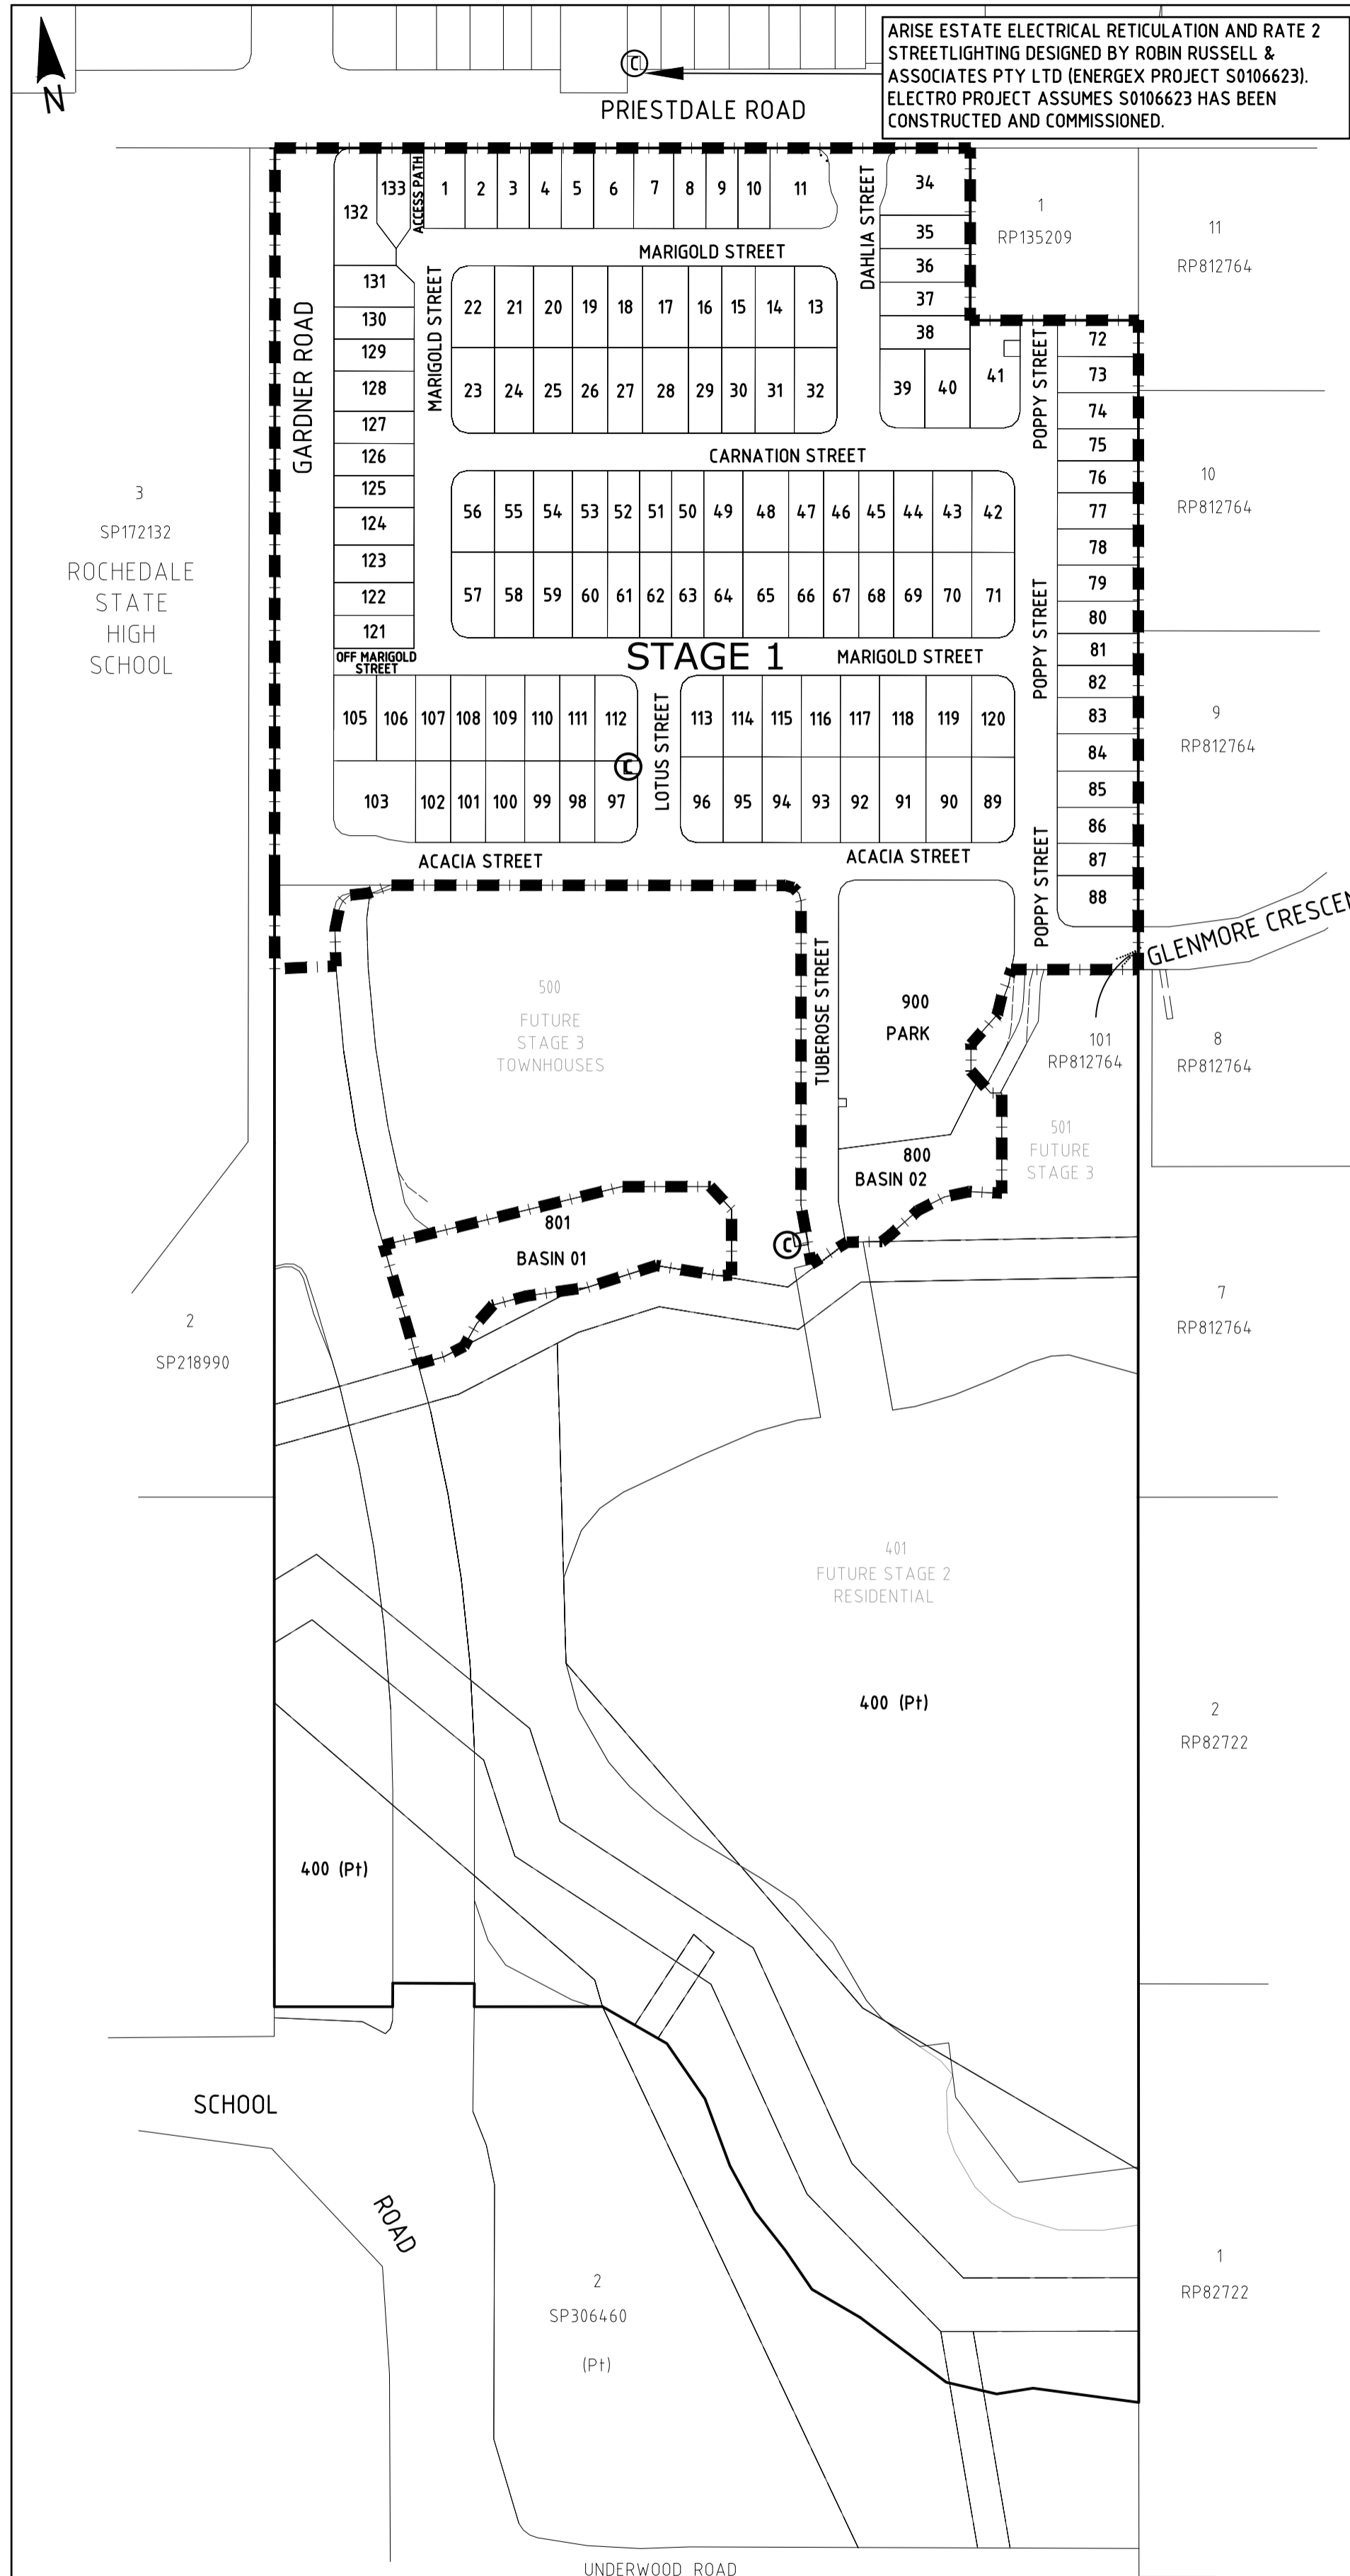 ARISE ESTATE ELECTRICAL RETICULATION AND RATE 2
STREETLIGHTING DESIGNED BY ROBIN RUSSELL &
ASSOCIATES PTY LTD (ENERGEX PROJECT S0106623).
ELECTRO PROJECT ASSUMES S0106623 HAS BEEN
CONSTRUCTED AND COMMISSIONED.
N
C
PRIESTDALE ROAD
132
133
ACCESS PATH
1 2 3 4 5 6 7 8 9 10 11
DAHLIA STREET
34
35
36
37
38
39 40 41
1
RP135209
11
RP812764
MARIGOLD STREET
GARDNER ROAD
131
130
129
128
127
126
125
124
123
122
121
MARIGOLD STREET
22 21 20 19 18 17 16 15 14 13
23 24 25 26 27 28 29 30 31 32
POPPY STREET
72
73
74
75
76
77
78
79
80
81
82
83
84
85
86
87
88
CARNATION STREET
3
SP172132
ROCHEDALE
STATE
HIGH
SCHOOL
56 55 54 53 52 51 50 49 48 47 46 45 44 43 42
57 58 59 60 61 62 63 64 65 66 67 68 69 70 71
POPPY STREET
10
RP812764
OFF MARIGOLD
STREET
STAGE 1
MARIGOLD STREET
105 106 107 108 109 110 111 112
LOTUS STREET
113 114 115 116 117 118 119 120
9
RP812764
C
103 102 101 100 99 98 97
96 95 94 93 92 91 90 89
ACACIA STREET
ACACIA STREET
POPPY STREET
GLENMORE CRESCEN
500
FUTURE
STAGE 3
TOWNHOUSES
TUBEROSE STREET
900
PARK
101
RP812764
8
RP812764
501
FUTURE
STAGE 3
800
BASIN 02
801
BASIN 01
C
2
SP218990
7
RP812764
401
FUTURE STAGE 2
RESIDENTIAL
400 (Pt)
2
RP82722
400 (Pt)
SCHOOL
ROAD
2
SP306460
(Pt)
1
RP82722
UNDERWOOD ROAD